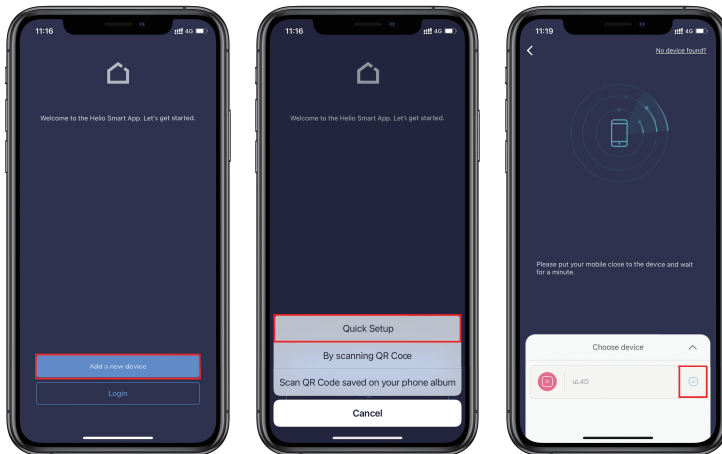 11:16
4G
Welcome to the Helio Smart App. Let's get started.
Add a new device
Login
11:16
4G
Welcome to the Helio Smart App. Let's get started.
Quick Setup
By scanning QR Code
Scan QR Code saved on your phone album
Cancel
11:19
4G
No device found?
Please put your mobile close to the device and wait
for a minute.
Choose device
uL4D